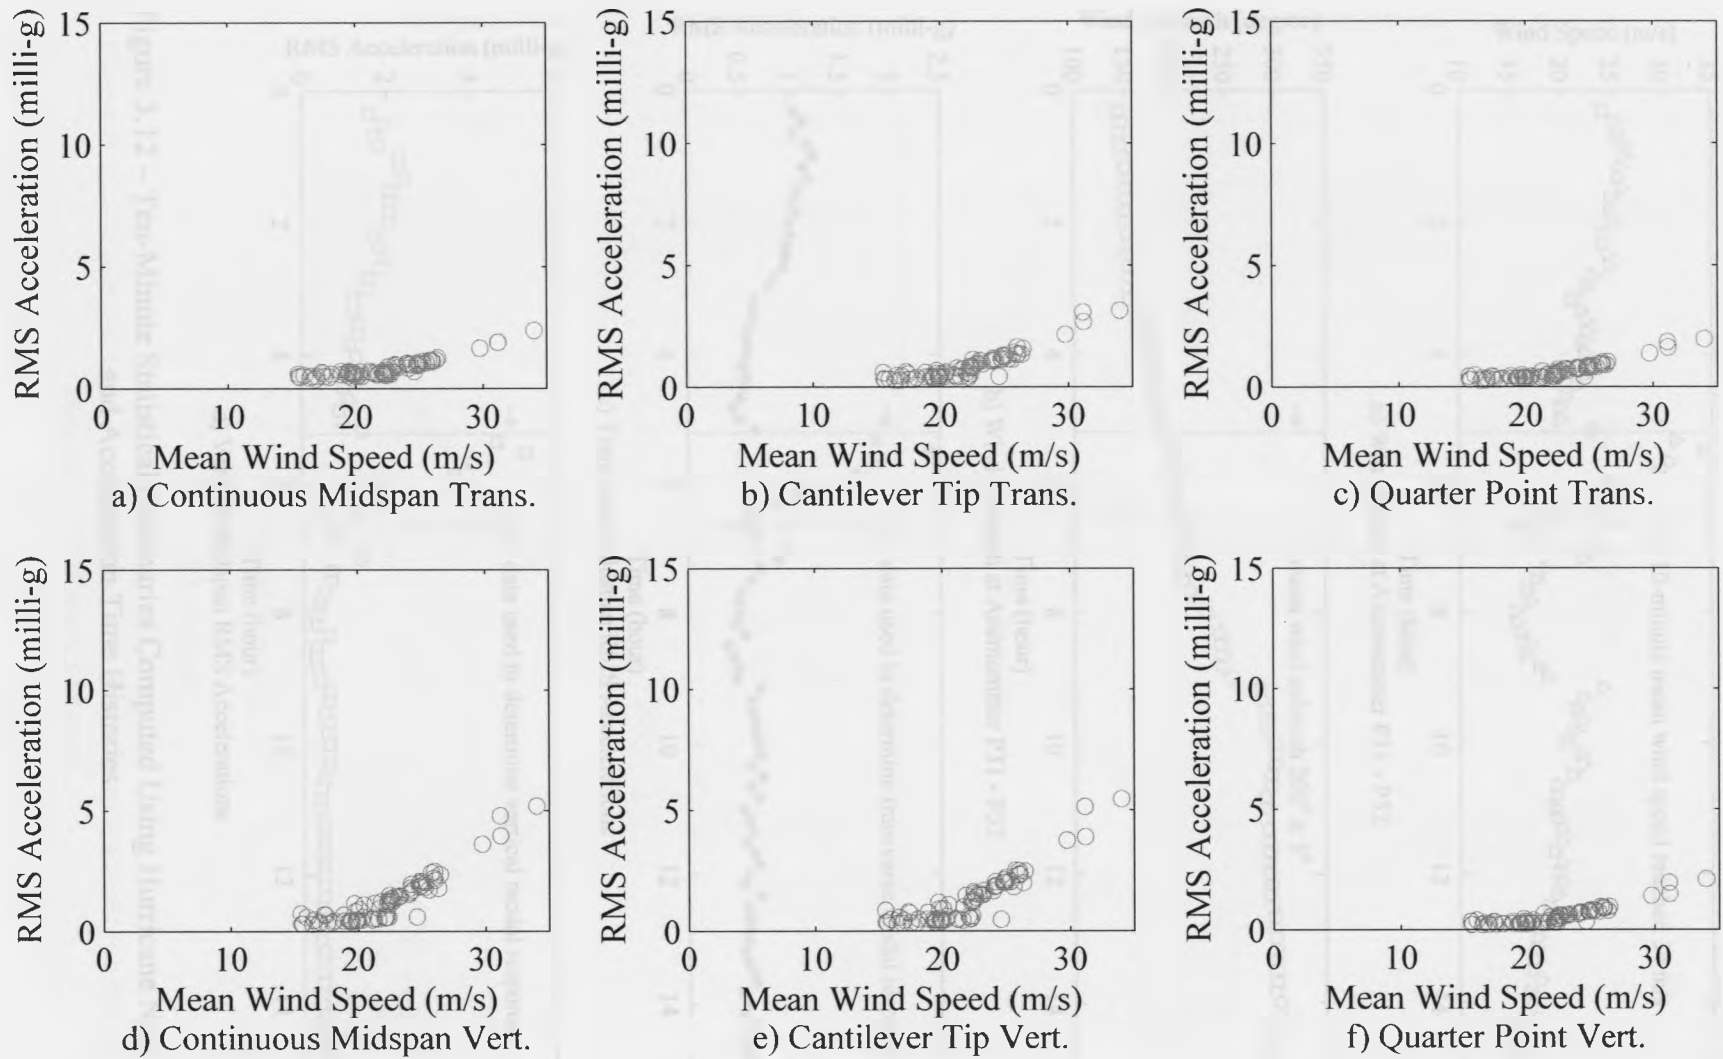 15
10
5
0
RMS Acceleration (milli-g)
0 10 20 30
Mean Wind Speed (m/s)
a) Continuous Midspan Trans.
15
10
5
0
RMS Acceleration (milli-g)
0 10 20 30
Mean Wind Speed (m/s)
b) Cantilever Tip Trans.
15
10
5
0
RMS Acceleration (milli-g)
0 10 20 30
Mean Wind Speed (m/s)
c) Quarter Point Trans.
15
10
5
0
RMS Acceleration (milli-g)
0 10 20 30
Mean Wind Speed (m/s)
d) Continuous Midspan Vert.
15
10
5
0
RMS Acceleration (milli-g)
0 10 20 30
Mean Wind Speed (m/s)
e) Cantilever Tip Vert.
15
10
5
0
RMS Acceleration (milli-g)
0 10 20 30
Mean Wind Speed (m/s)
f) Quarter Point Vert.